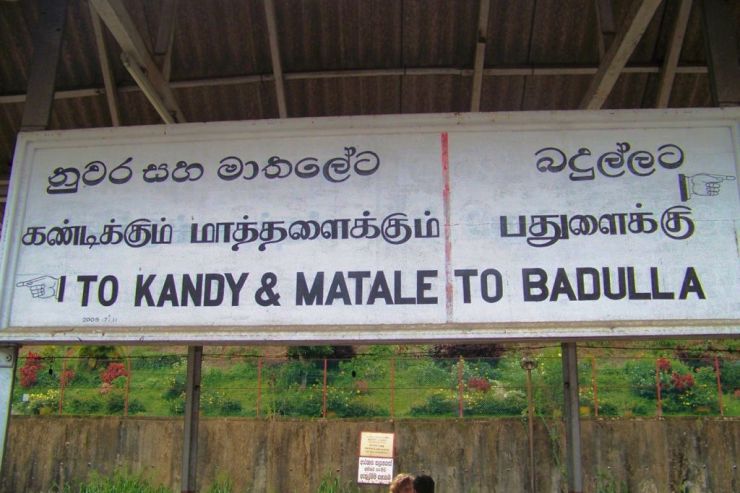 නුවර සහ මාතලේට
බදුල්ලට
கண்டிக்கும் மாத்தளைக்கும்
பதுளைக்கு
TO KANDY & MATALE
TO BADULLA